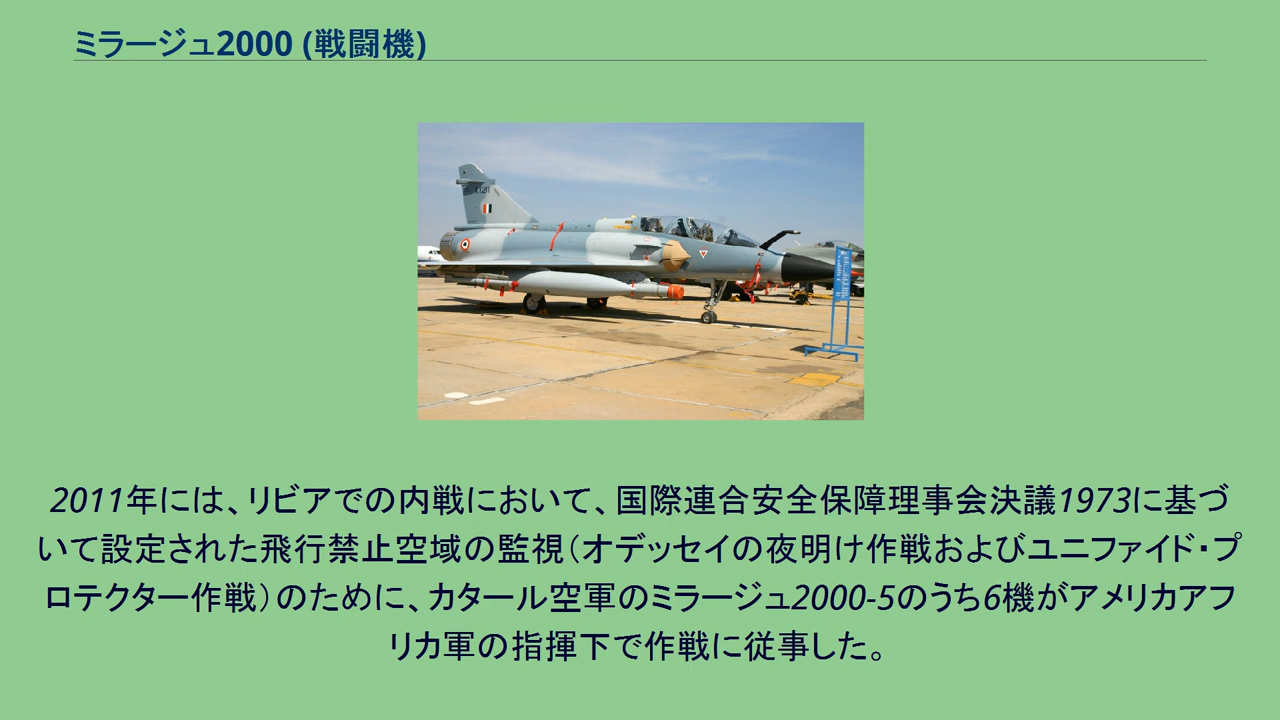 ミラージュ2000 (戦闘機)
2011年には、リビアでの内戦において、国際連合安全保障理事会決議1973に基づ
いて設定された飛行禁止空域の監視（オデッセイの夜明け作戦およびユニファイド・プ
ロテクター作戦）のために、カタール空軍のミラージュ2000-5のうち6機がアメリカアフ
リカ軍の指揮下で作戦に従事した。